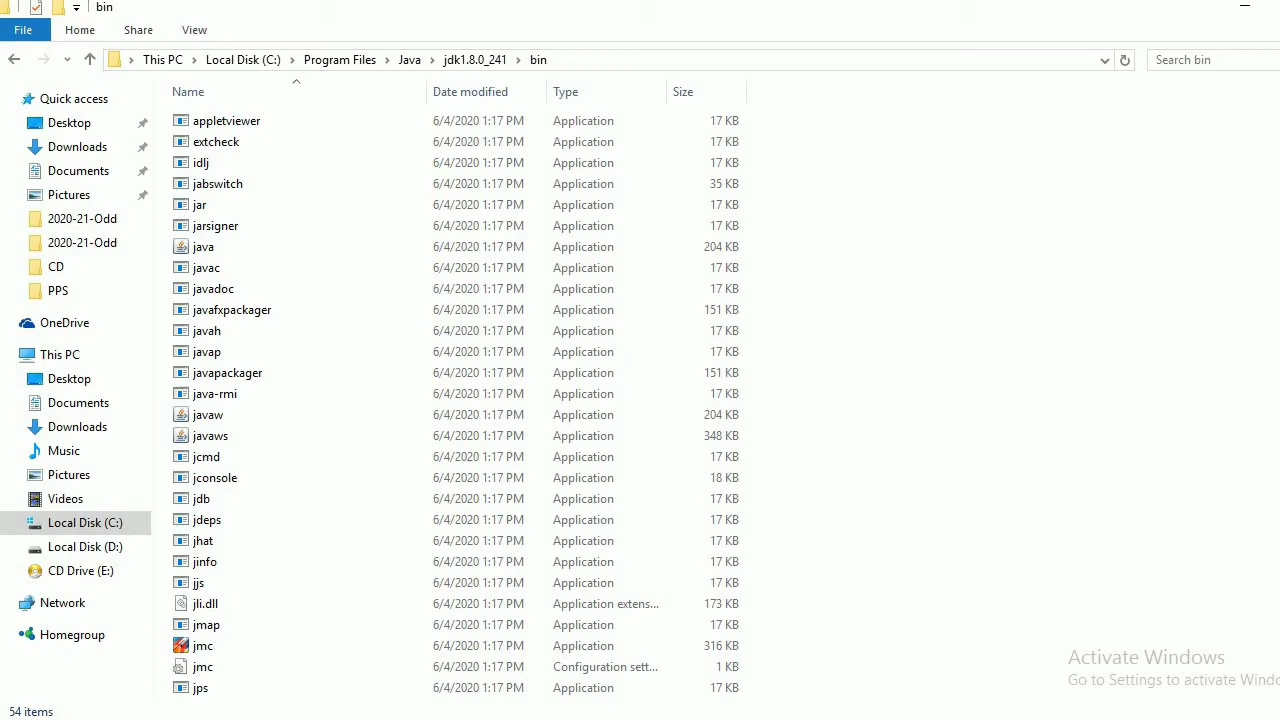 bin
File Home Share View
This PC Local Disk (C:) Program Files Java jdk1.8.0_241 bin Search bin
Name Date modified Type Size
Quick access
Desktop
Downloads
Documents
Pictures
2020-21-Odd
2020-21-Odd
CD
PPS
OneDrive
This PC
Desktop
Documents
Downloads
Music
Pictures
Videos
Local Disk (C:)
Local Disk (D:)
CD Drive (E:)
Network
Homegroup
appletviewer 6/4/2020 1:17 PM Application 17 KB
extcheck 6/4/2020 1:17 PM Application 17 KB
idlj 6/4/2020 1:17 PM Application 17 KB
jabswitch 6/4/2020 1:17 PM Application 35 KB
jar 6/4/2020 1:17 PM Application 17 KB
jarsigner 6/4/2020 1:17 PM Application 17 KB
java 6/4/2020 1:17 PM Application 204 KB
javac 6/4/2020 1:17 PM Application 17 KB
javadoc 6/4/2020 1:17 PM Application 17 KB
javafxpackager 6/4/2020 1:17 PM Application 151 KB
javah 6/4/2020 1:17 PM Application 17 KB
javap 6/4/2020 1:17 PM Application 17 KB
javapackager 6/4/2020 1:17 PM Application 151 KB
java-rmi 6/4/2020 1:17 PM Application 17 KB
javaw 6/4/2020 1:17 PM Application 204 KB
javaws 6/4/2020 1:17 PM Application 348 KB
jcmd 6/4/2020 1:17 PM Application 17 KB
jconsole 6/4/2020 1:17 PM Application 18 KB
jdb 6/4/2020 1:17 PM Application 17 KB
jdeps 6/4/2020 1:17 PM Application 17 KB
jhat 6/4/2020 1:17 PM Application 17 KB
jinfo 6/4/2020 1:17 PM Application 17 KB
jjs 6/4/2020 1:17 PM Application 17 KB
jli.dll 6/4/2020 1:17 PM Application extens... 173 KB
jmap 6/4/2020 1:17 PM Application 17 KB
jmc 6/4/2020 1:17 PM Application 316 KB
jmc 6/4/2020 1:17 PM Configuration sett... 1 KB
jps 6/4/2020 1:17 PM Application 17 KB
Activate Windows
Go to Settings to activate Windo
54 items